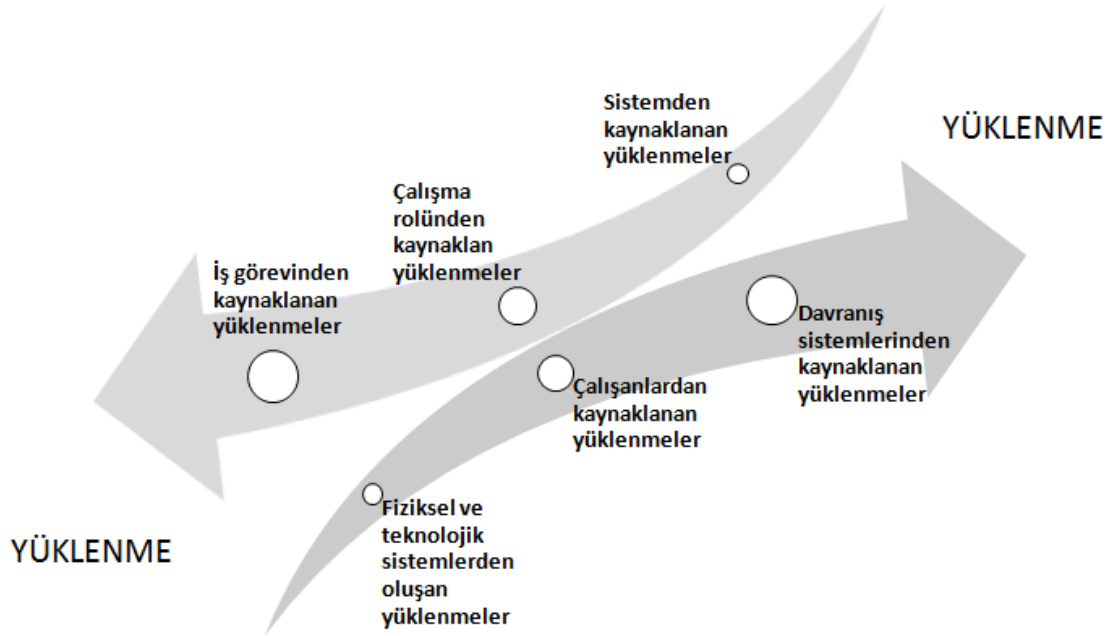 Sistemden
kaynaklanan
yüklenmeler
YÜKLENME
Çalışma
rolünden
kaynaklan
yüklenmeler
İş görevinden
kaynaklanan
yüklenmeler
Davranış
sistemlerinden
kaynaklanan
yüklenmeler
Çalışanlardan
kaynaklanan
yüklenmeler
Fiziksel ve
teknolojik
sistemlerden
oluşan
yüklenmeler
YÜKLENME